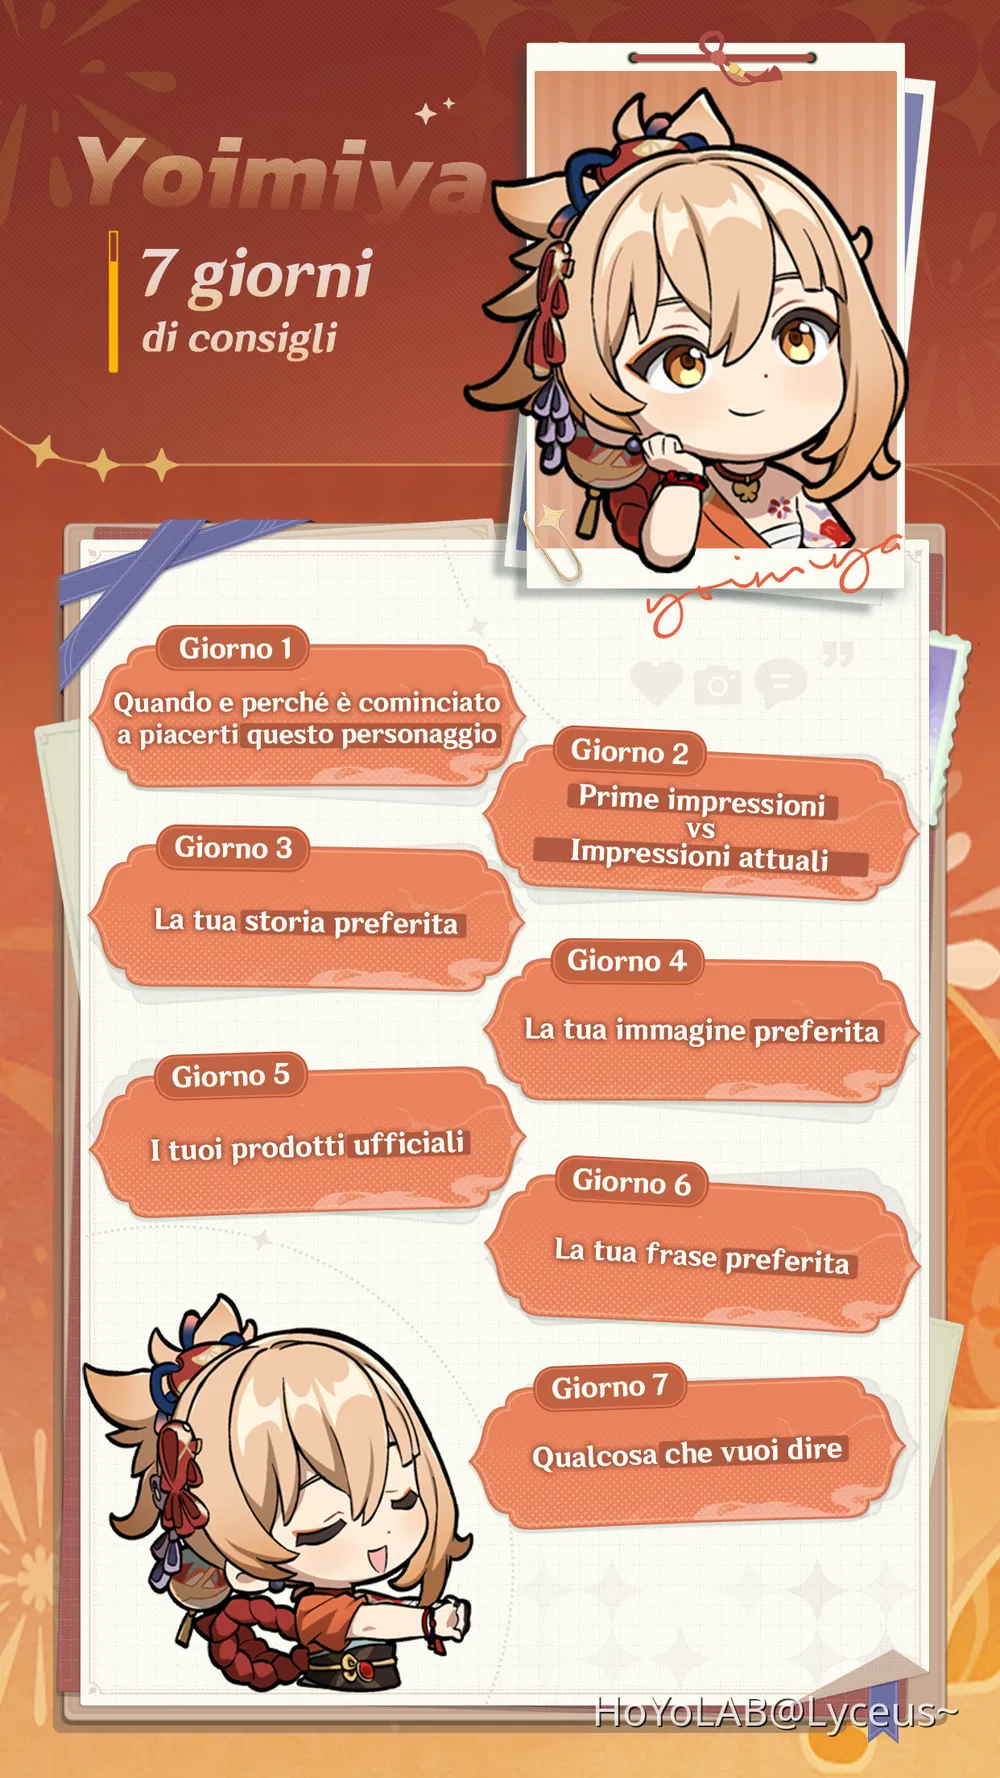 Yoimiya
7 giorni
di consigli
yoimiya
Giorno 1
Quando e perché è cominciato
a piacerti questo personaggio
Giorno 2
Prime impressioni
vs
Impressioni attuali
Giorno 3
La tua storia preferita
Giorno 4
La tua immagine preferita
Giorno 5
I tuoi prodotti ufficiali
Giorno 6
La tua frase preferita
Giorno 7
Qualcosa che vuoi dire
HoYoLAB@Lyceus~